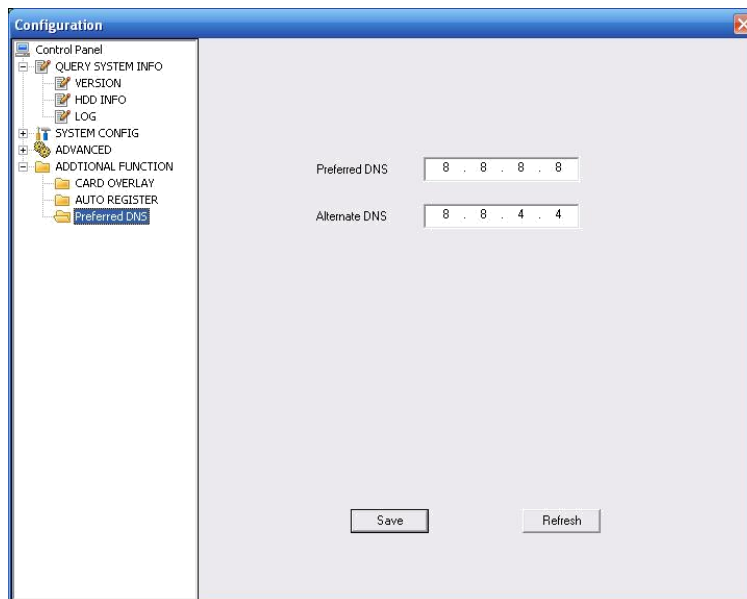 Configuration
Control Panel
QUERY SYSTEM INFO
VERSION
HDD INFO
LOG
SYSTEM CONFIG
ADVANCED
ADDTIONAL FUNCTION
CARD OVERLAY
AUTO REGISTER
Preferred DNS
Preferred DNS 8 . 8 . 8 . 8
Alternate DNS 8 . 8 . 4 . 4
Save Refresh